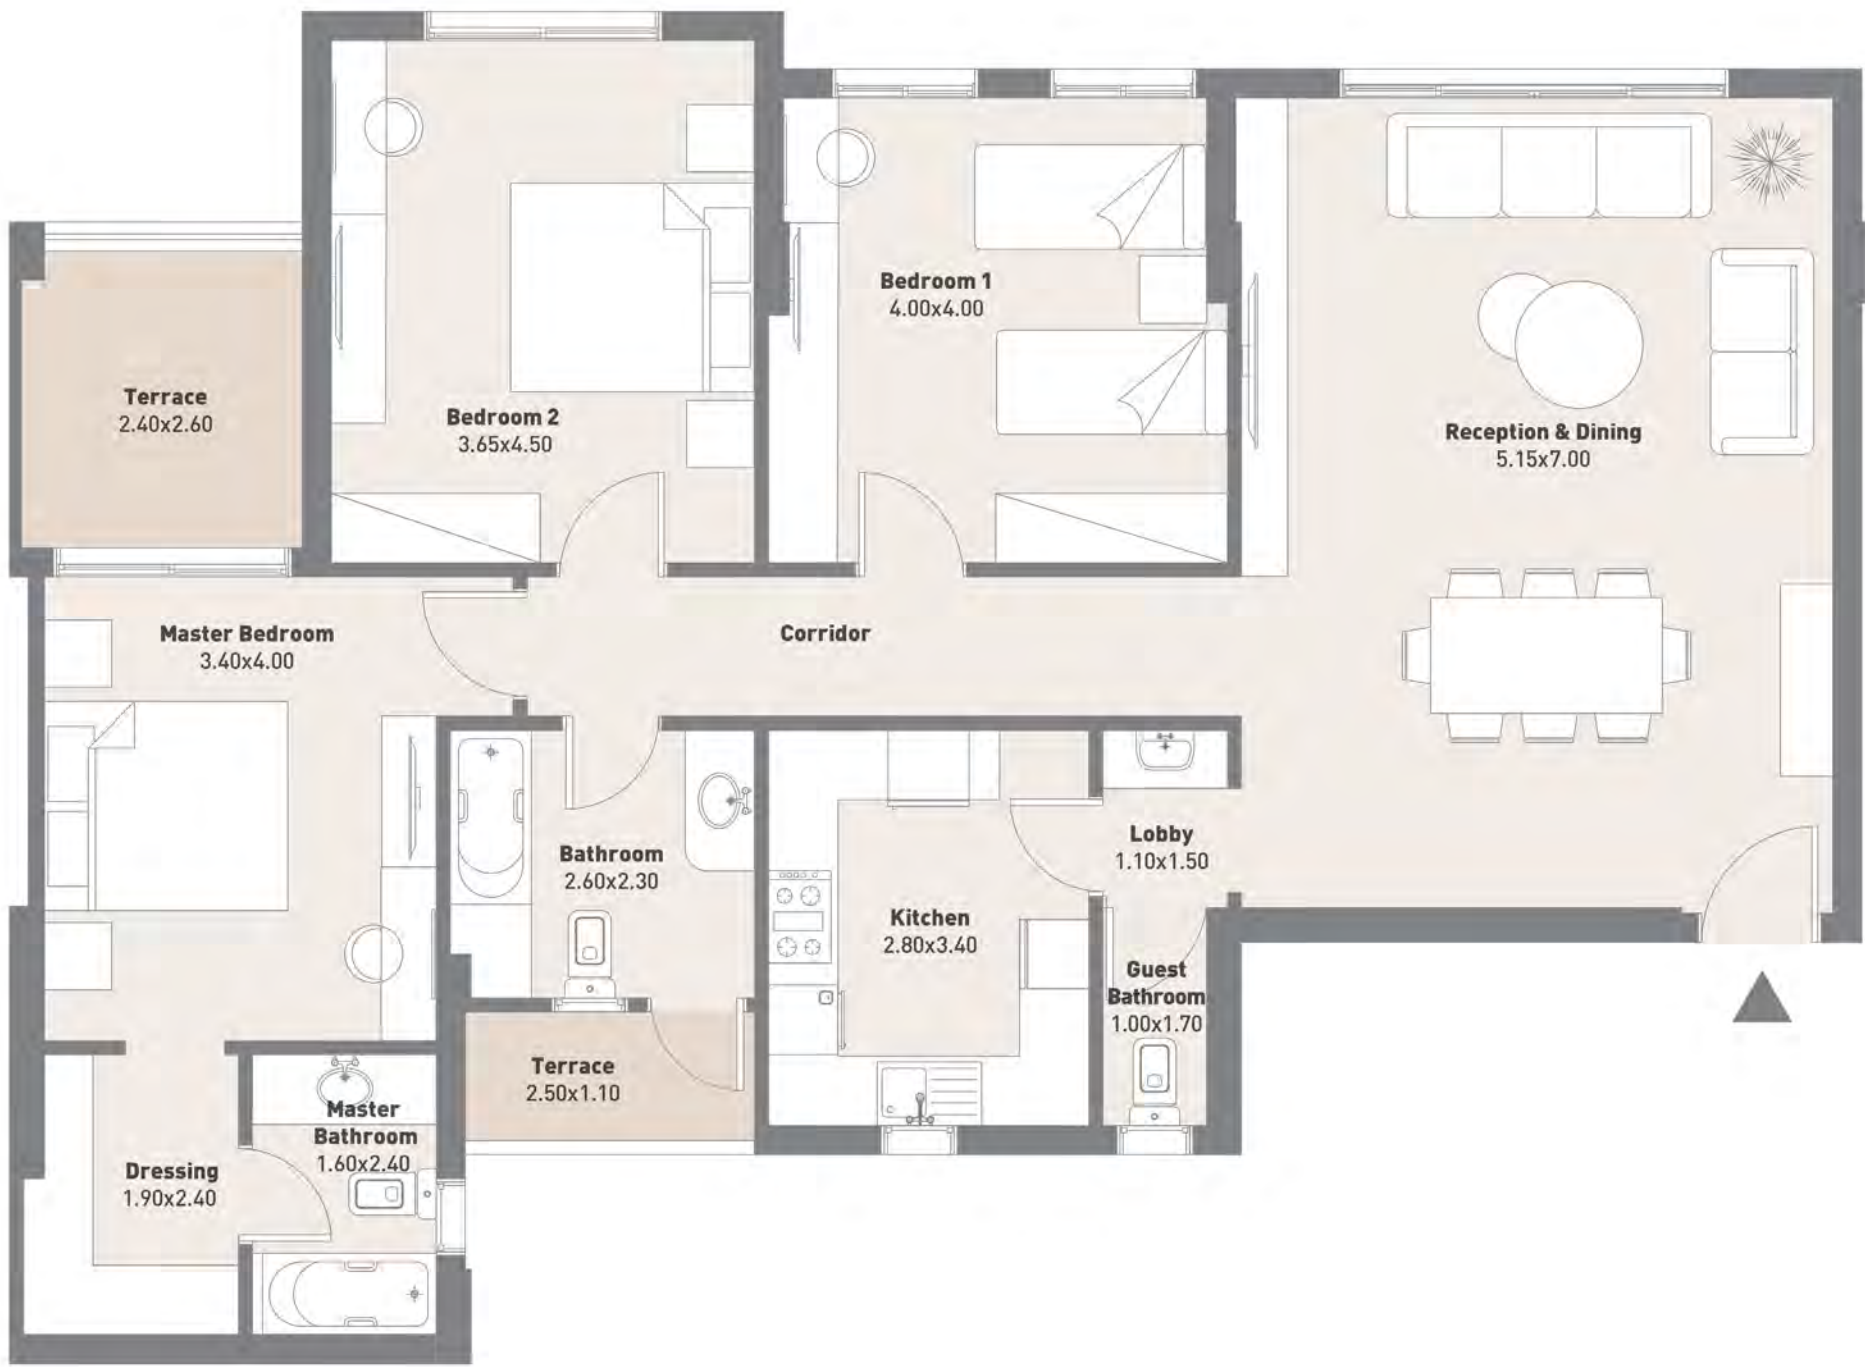 Bedroom 1
4.00x4.00
Terrace
2.40x2.60
Bedroom 2
3.65x4.50
Reception & Dining
5.15x7.00
Master Bedroom
3.40x4.00
Corridor
Bathroom
2.60x2.30
Lobby
1.10x1.50
Kitchen
2.80x3.40
Guest
Bathroom
1.00x1.70
Terrace
2.50x1.10
Master
Bathroom
1.60x2.40
Dressing
1.90x2.40